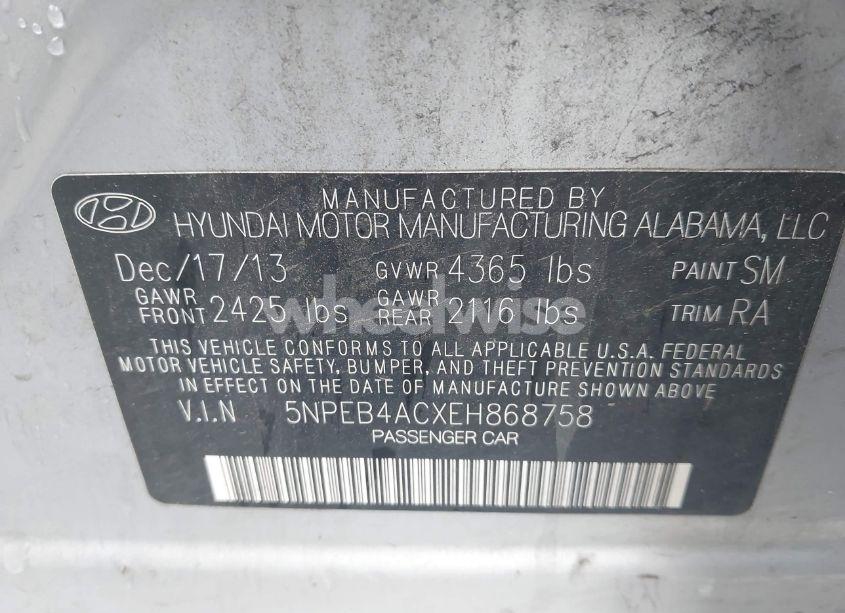 MANUFACTURED BY
HYUNDAI MOTOR MANUFACTURING ALABAMA, LLC
Dec/17/13 GVWR 4365 lbs PAINT SM
GAWR FRONT 2425 lbs GAWR REAR 2116 lbs TRIM RA
wheelwise
THIS VEHICLE CONFORMS TO ALL APPLICABLE U.S.A. FEDERAL
MOTOR VEHICLE SAFETY, BUMPER, AND THEFT PREVENTION STANDARDS
IN EFFECT ON THE DATE OF MANUFACTURE SHOWN ABOVE
V.I.N 5NPEB4ACXEH868758
PASSENGER CAR